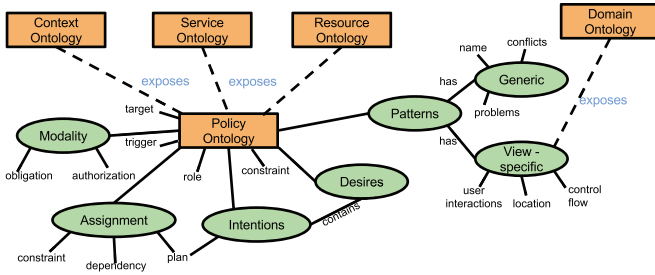 Context
Ontology
Service
Ontology
Resource
Ontology
Domain
Ontology
exposes
exposes
exposes
name
conflicts
has
Generic
problems
Patterns
has
View -
specific
user
interactions
location
control
flow
target
trigger
Policy
Ontology
role
constraint
Modality
obligation
authorization
Desires
contains
Assignment
Intentions
constraint
dependency
plan